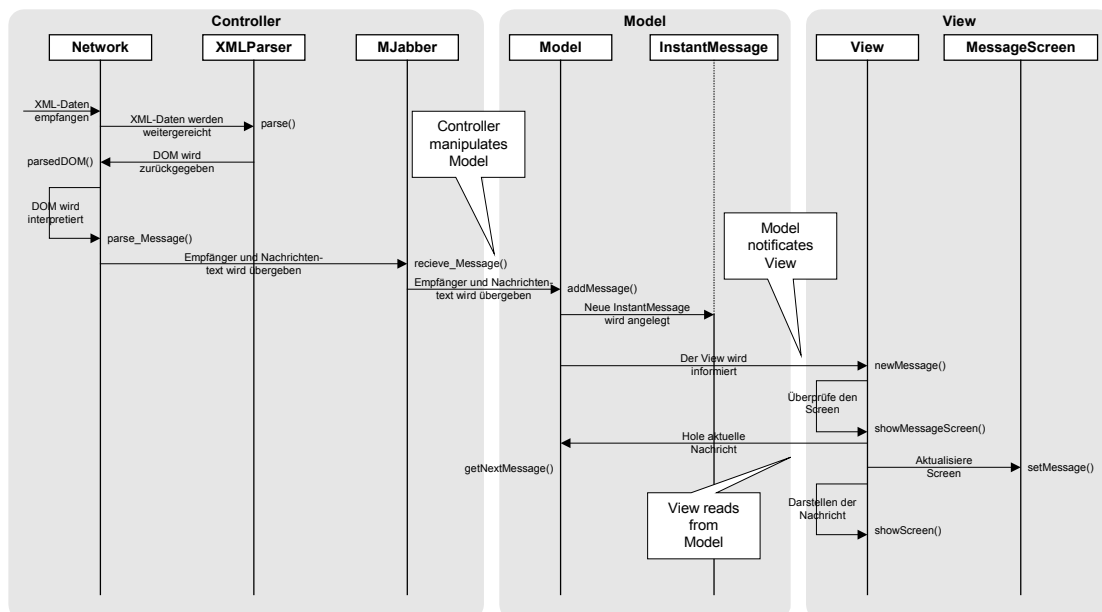 Controller
Model
View
Network
XMLParser
MJabber
Model
InstantMessage
View
MessageScreen
XML-Daten
empfangen
XML-Daten werden
weitergereicht
parse()
parsedDOM()
DOM wird
zurückgegeben
DOM wird
interpretiert
parse_Message()
Controller
manipulates
Model
Empfänger und Nachrichten-
text wird übergeben
recieve_Message()
Empfänger und Nachrichten-
text wird übergeben
addMessage()
Neue InstantMessage
wird angelegt
Model
notificates
View
Der View wird
informiert
newMessage()
Überprüfe den
Screen
showMessageScreen()
Hole aktuelle
Nachricht
getNextMessage()
Aktualisiere
Screen
setMessage()
View reads
from
Model
Darstellen der
Nachricht
showScreen()